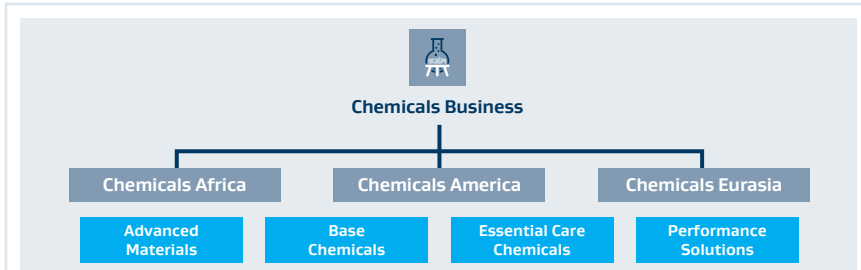 Chemicals Business
Chemicals Africa
Chemicals America
Chemicals Eurasia
Advanced
Materials
Base
Chemicals
Essential Care
Chemicals
Performance
Solutions